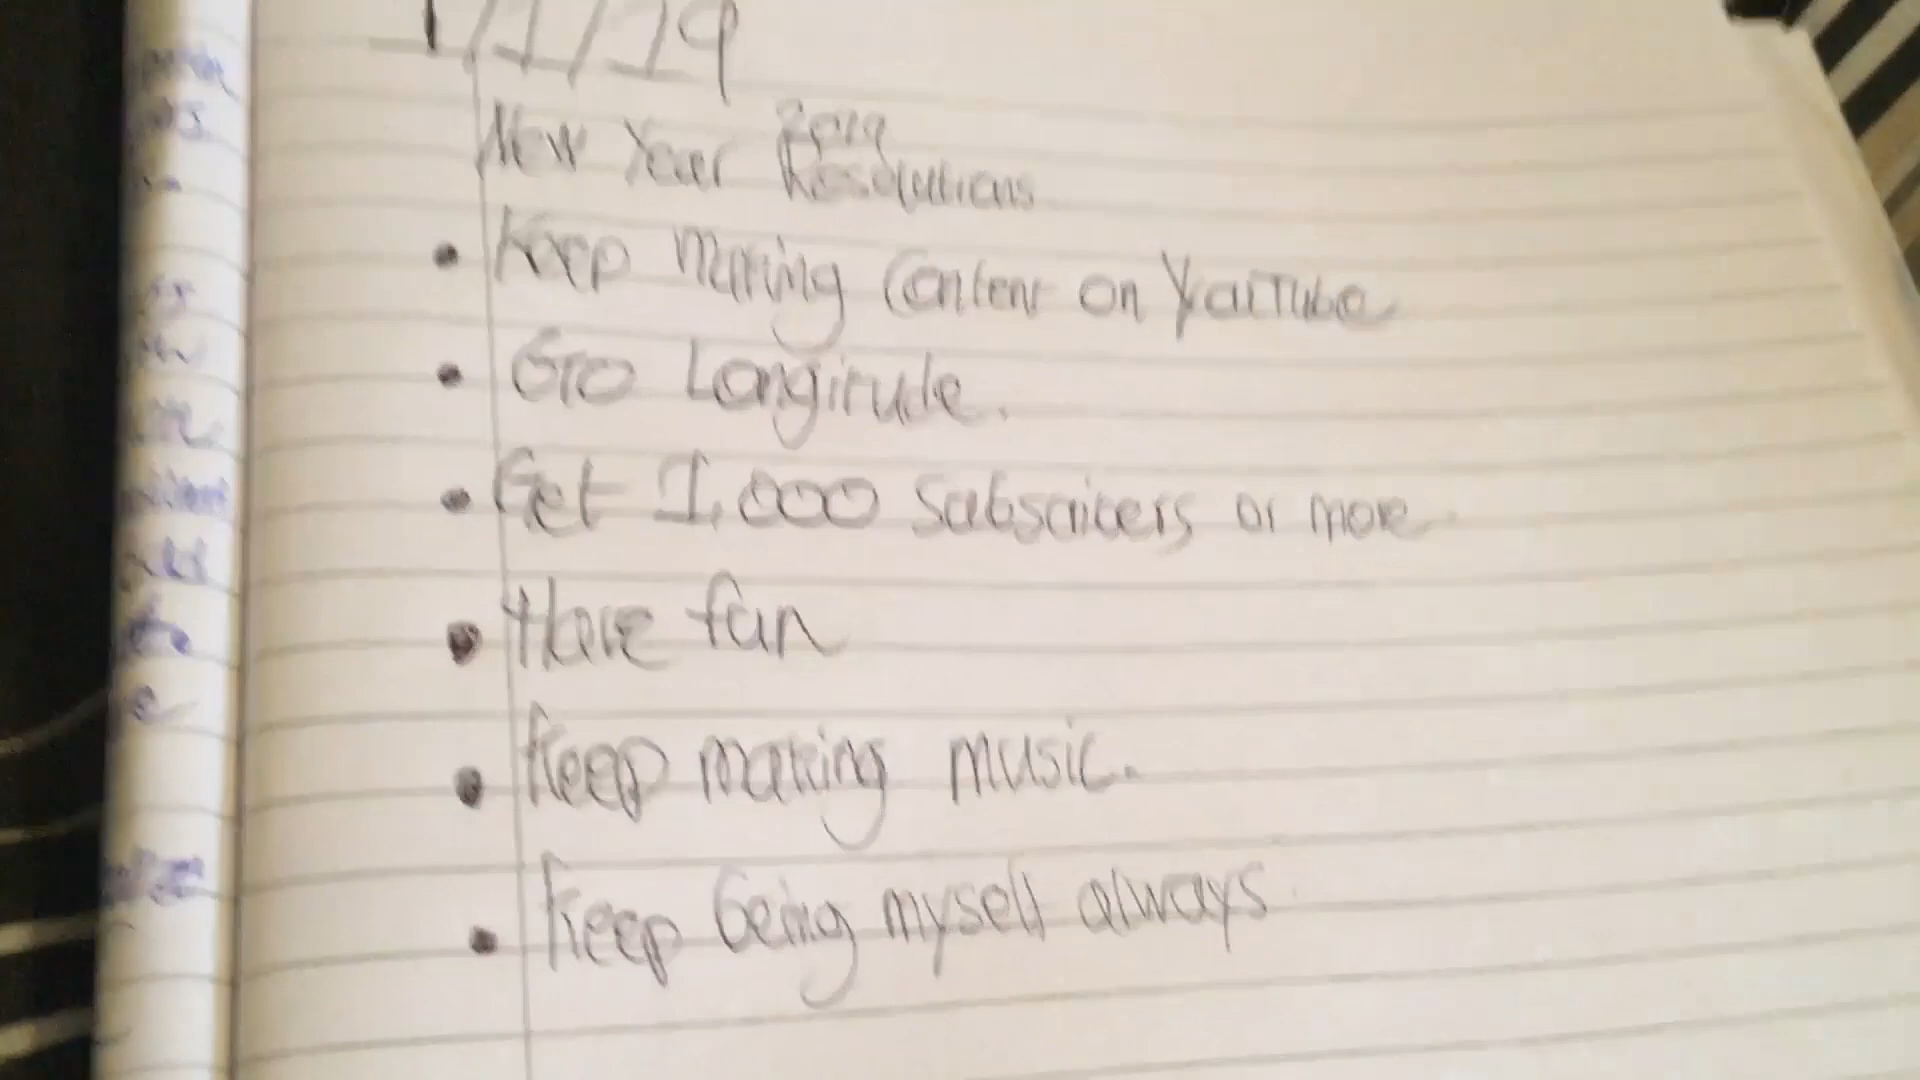 1/1/19
New Year 2019 Resolutions
• Keep Making Content on YouTube
• Go Longitude.
• Get 1,000 Subscribers or more
• Have fun
• Keep making music.
• Keep being myself always